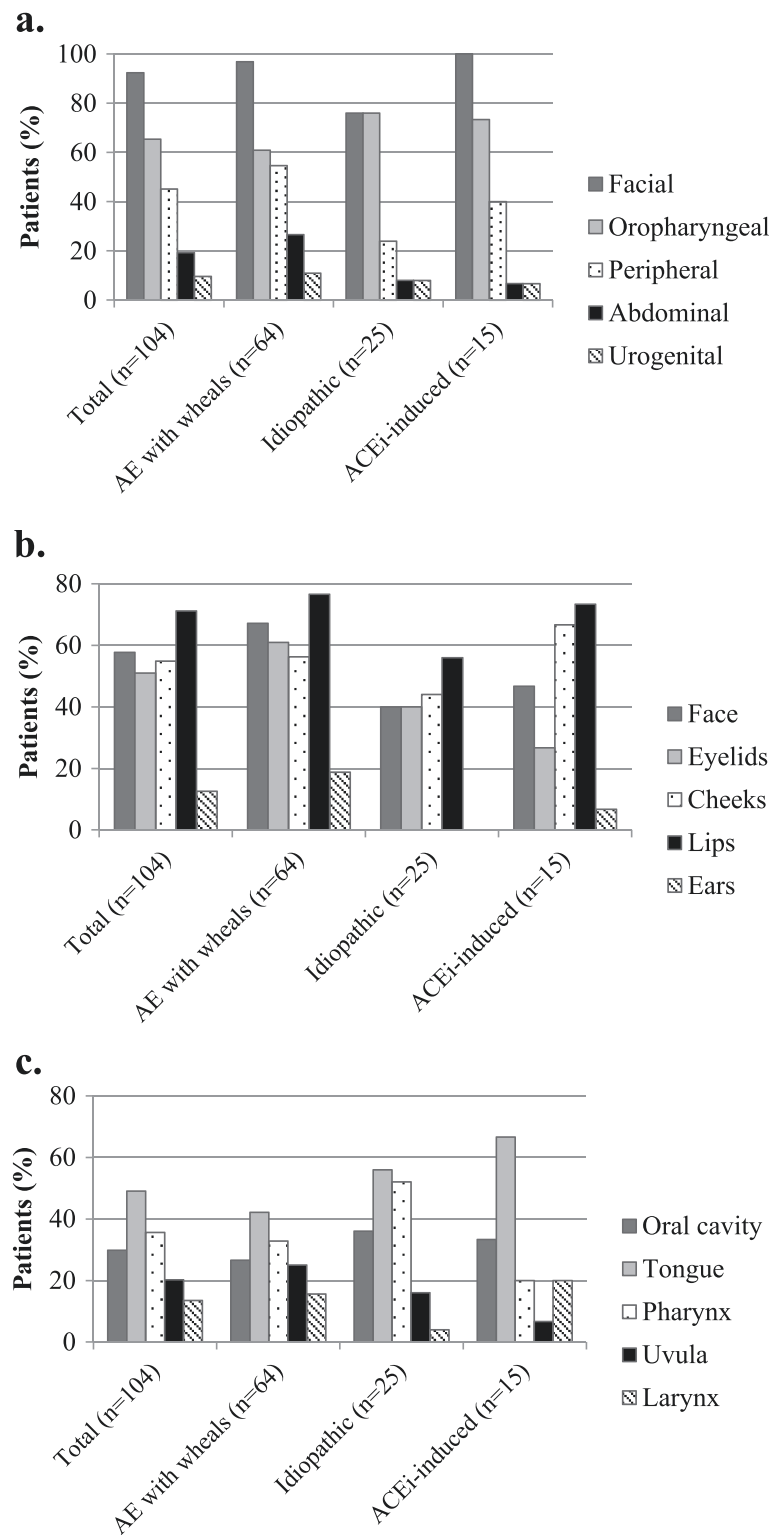 a.
Patients (%)
100
80
60
40
20
0
Total (n=104)
AE with wheals (n=64)
Idiopathic (n=25)
ACEi-induced (n=15)
Facial
Oropharyngeal
Peripheral
Abdominal
Urogenital
b.
Patients (%)
80
60
40
20
0
Total (n=104)
AE with wheals (n=64)
Idiopathic (n=25)
ACEi-induced (n=15)
Face
Eyelids
Cheeks
Lips
Ears
c.
Patients (%)
80
60
40
20
0
Total (n=104)
AE with wheals (n=64)
Idiopathic (n=25)
ACEi-induced (n=15)
Oral cavity
Tongue
Pharynx
Uvula
Larynx